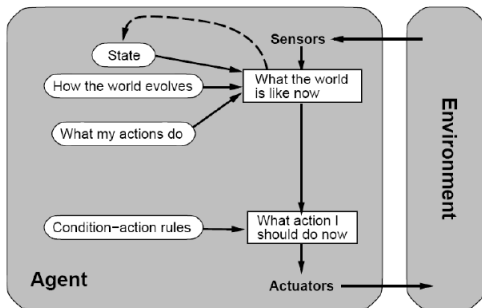 Sensors
State
What the world
is like now
How the world evolves
What my actions do
Environment
What action I
should do now
Condition−action rules
Agent
Actuators